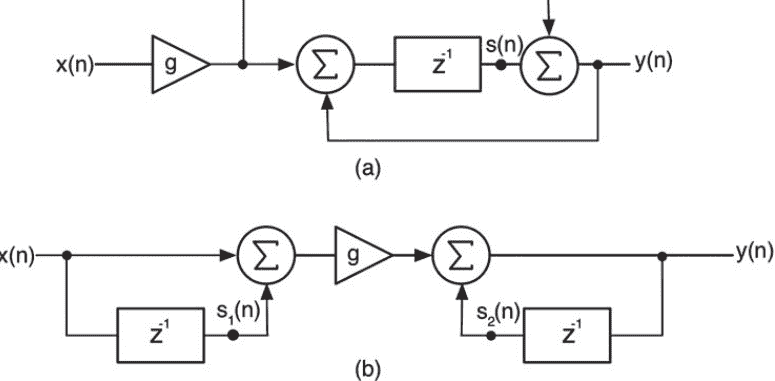 x(n) g Σ z⁻¹ s(n) Σ y(n)
(a)
x(n) Σ g Σ y(n)
z⁻¹ s₁(n) s₂(n) z⁻¹
(b)